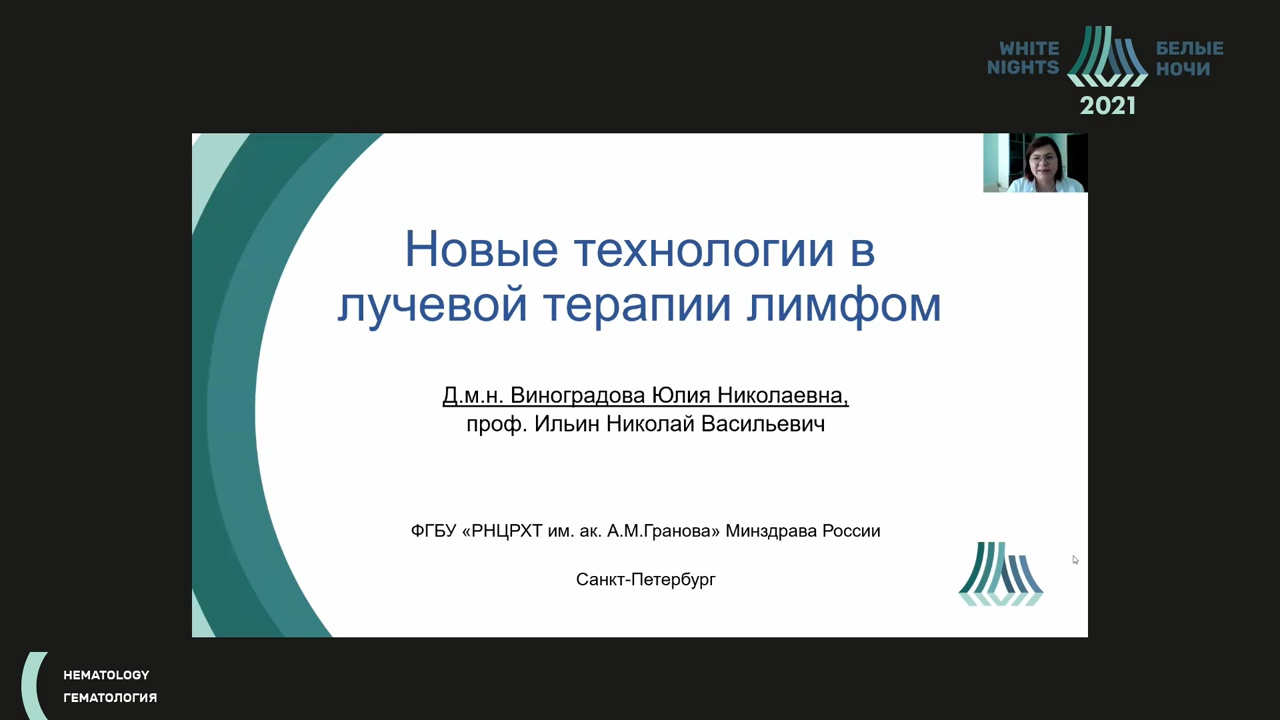 WHITE NIGHTS
БЕЛЫЕ НОЧИ
2021
Новые технологии в
лучевой терапии лимфом
Д.м.н. Виноградова Юлия Николаевна,
проф. Ильин Николай Васильевич
ФГБУ «РНЦРХТ им. ак. А.М.Гранова» Минздрава России
Санкт-Петербург
HEMATOLOGY
ГЕМАТОЛОГИЯ